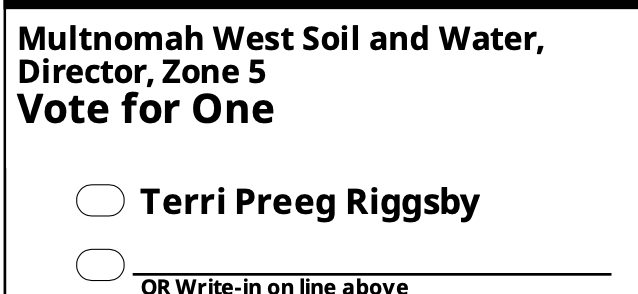 Multnomah West Soil and Water,
Director, Zone 5
Vote for One
Terri Preeg Riggsby
OR Write-in on line above